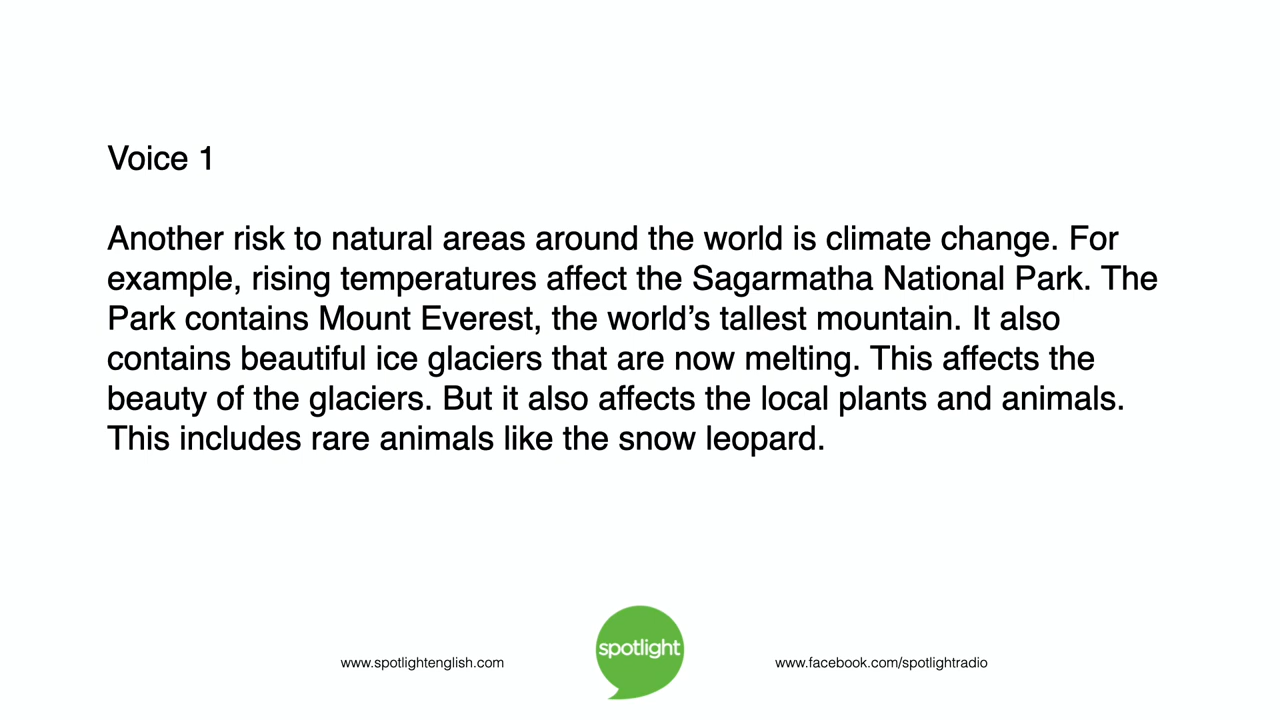 Voice 1
Another risk to natural areas around the world is climate change. For
example, rising temperatures affect the Sagarmatha National Park. The
Park contains Mount Everest, the world’s tallest mountain. It also
contains beautiful ice glaciers that are now melting. This affects the
beauty of the glaciers. But it also affects the local plants and animals.
This includes rare animals like the snow leopard.
spotlight
www.spotlightenglish.com
www.facebook.com/spotlightradio